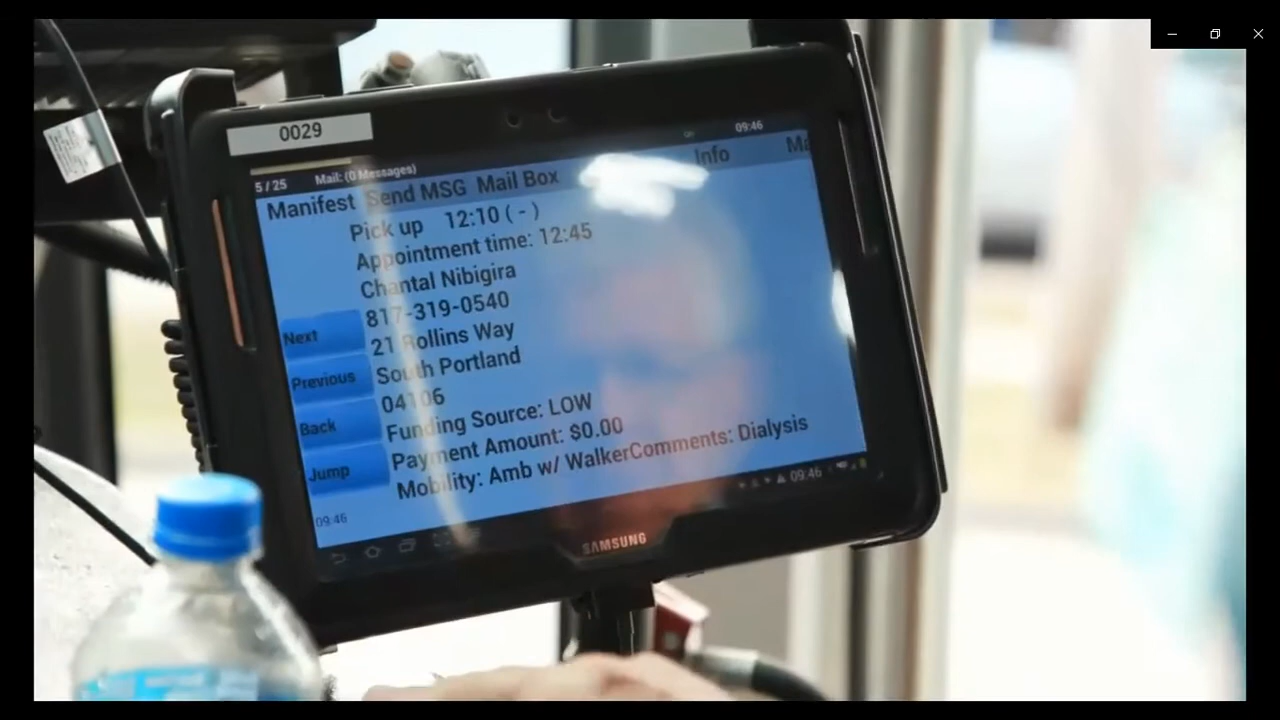 0029
09:46
5 / 25 Mail: (0 Messages)
Manifest Send MSG Mail Box Info Ma
Pick up 12:10 ( - )
Appointment time: 12:45
Chantal Nibigira
817-319-0540
21 Rollins Way
South Portland
04106
Funding Source: LOW
Payment Amount: $0.00
Mobility: Amb w/ WalkerComments: Dialysis
Next
Previous
Back
Jump
09:46
09:46
SAMSUNG